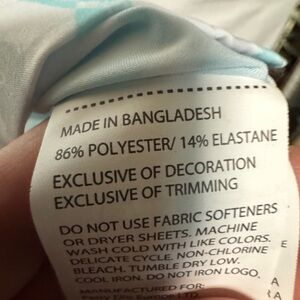 MADE IN BANGLADESH
86% POLYESTER/ 14% ELASTANE
EXCLUSIVE OF DECORATION
EXCLUSIVE OF TRIMMING
DO NOT USE FABRIC SOFTENERS
OR DRYER SHEETS. MACHINE
WASH COLD WITH LIKE COLORS.
DELICATE CYCLE. NON-CHLORINE
BLEACH. TUMBLE DRY LOW.
COOL IRON. DO NOT IRON LOGO.
MANUFACTURED FOR: